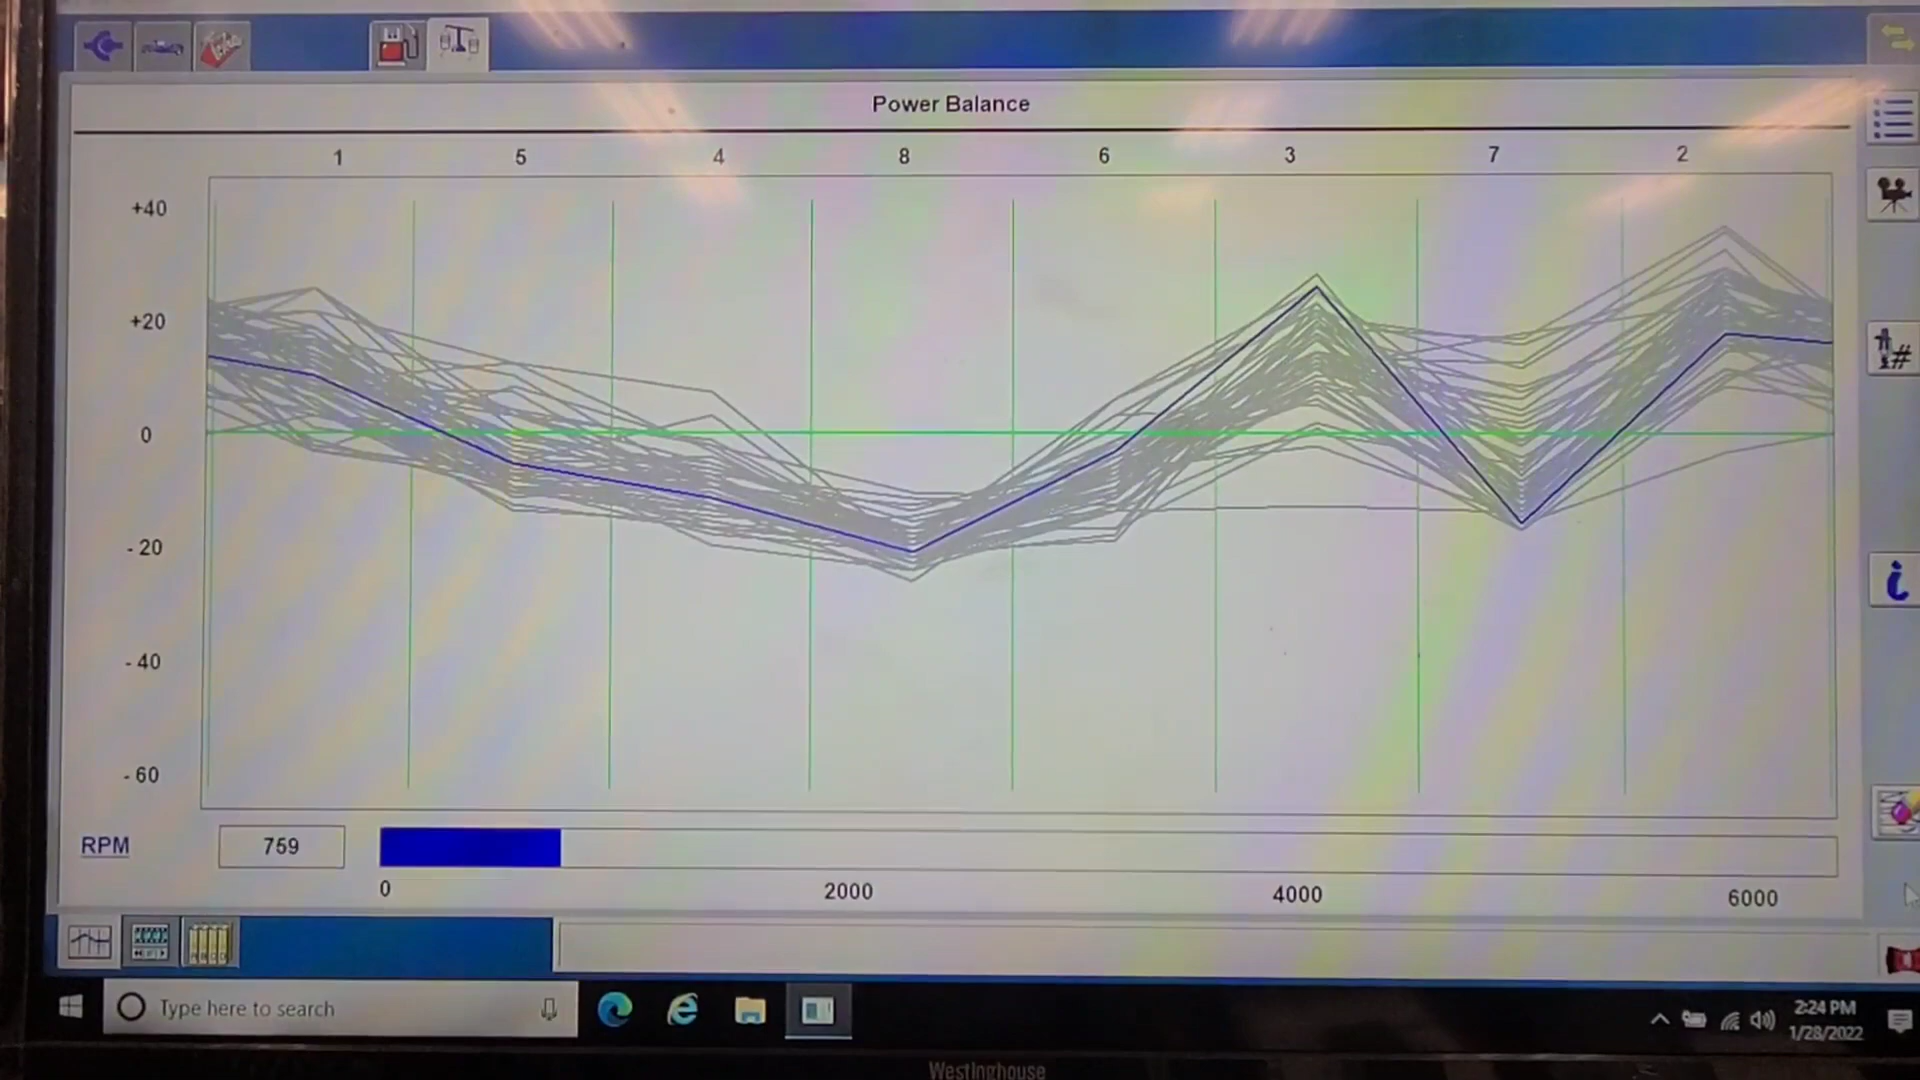 Power Balance
1 5 4 8 6 3 7 2
+40
+20
0
- 20
- 40
- 60
RPM 759
0 2000 4000 6000
Type here to search
2:24 PM
1/28/2022
Westinghouse